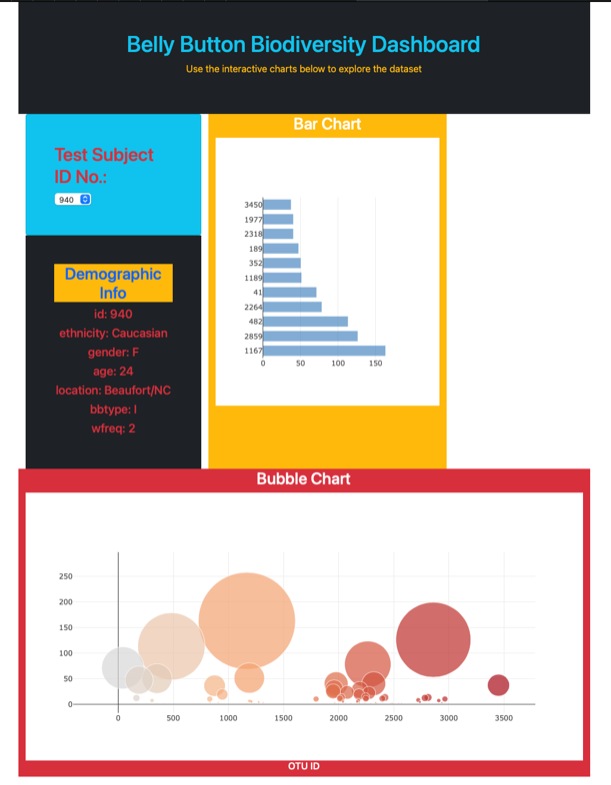 Belly Button Biodiversity Dashboard
Use the interactive charts below to explore the dataset
Test Subject
ID No.:
940
Demographic
Info
id: 940
ethnicity: Caucasian
gender: F
age: 24
location: Beaufort/NC
bbtype: I
wfreq: 2
Bar Chart
3450
1977
2318
189
352
1189
41
2264
482
2859
1167
0 50 100 150
Bubble Chart
250
200
150
100
50
0
0 500 1000 1500 2000 2500 3000 3500
OTU ID